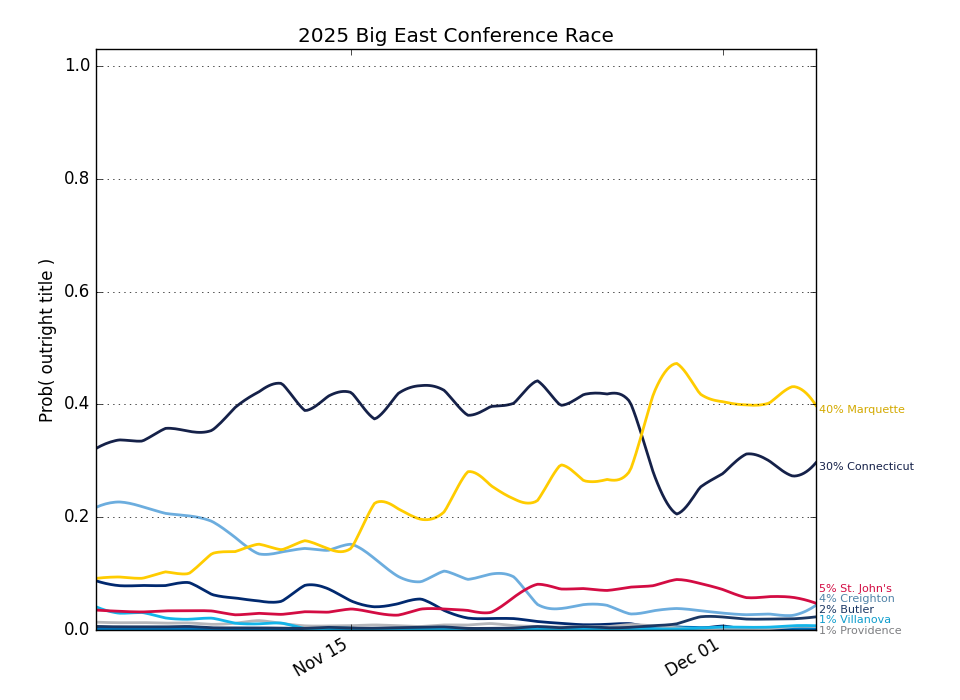 2025 Big East Conference Race
Prob( outright title )
1.0
0.8
0.6
0.4
0.2
0.0
Nov 15
Dec 01
40% Marquette
30% Connecticut
5% St. John's
4% Creighton
2% Butler
1% Villanova
1% Providence